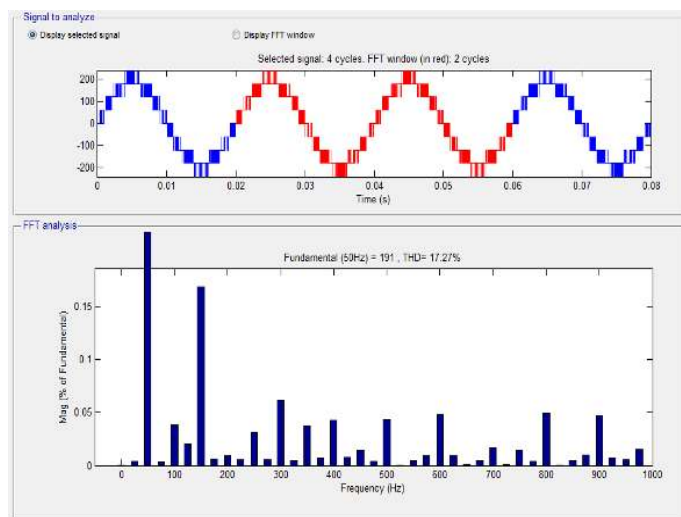 Signal to analyze
Display selected signal
Display FFT window
Selected signal: 4 cycles. FFT window (in red): 2 cycles
200
100
0
-100
-200
0 0.01 0.02 0.03 0.04 0.05 0.06 0.07 0.08
Time (s)
FFT analysis
Fundamental (50Hz) = 191 , THD= 17.27%
Mag (% of Fundamental)
0.15
0.1
0.05
0
0 100 200 300 400 500 600 700 800 900 1000
Frequency (Hz)